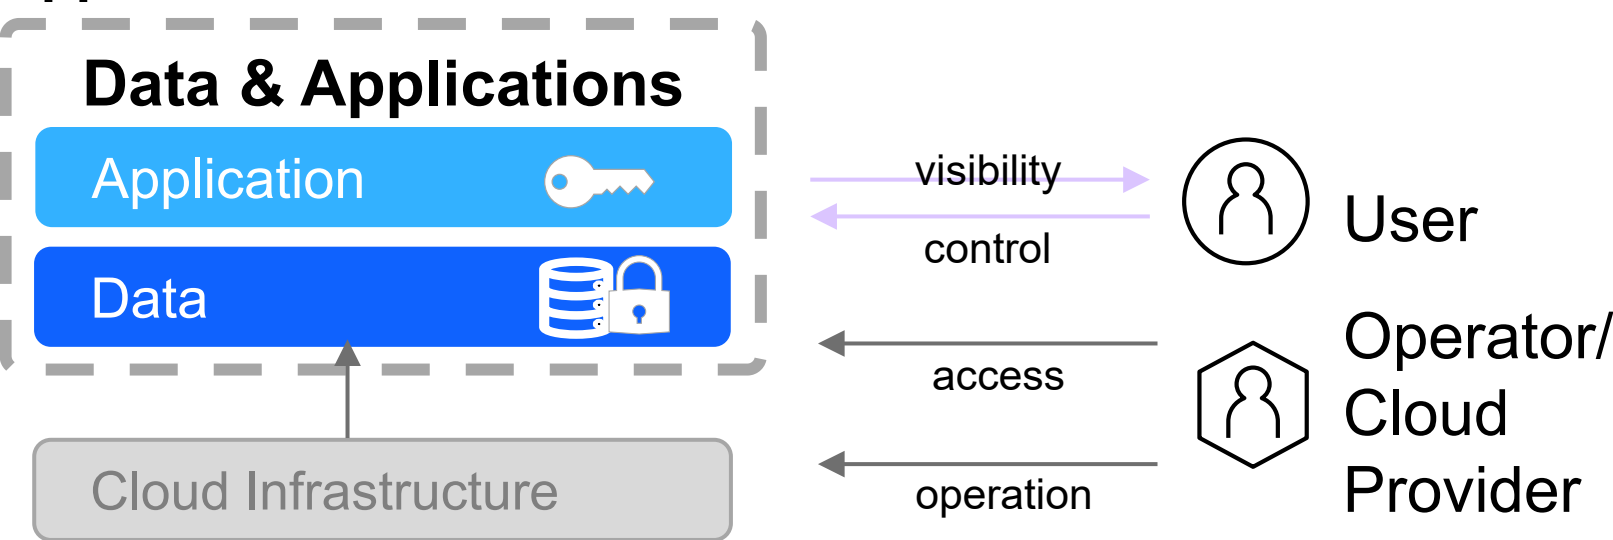 Data & Applications
Application
visibility
User
control
Data
Operator/
Cloud
Provider
access
Cloud Infrastructure
operation